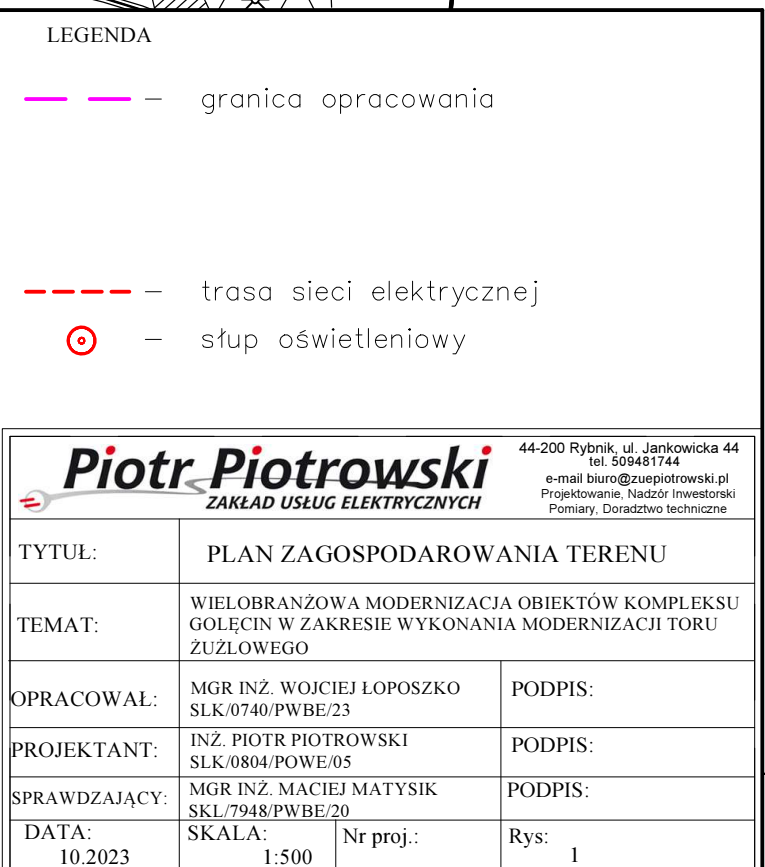 LEGENDA
– granica opracowania
– trasa sieci elektrycznej
– słup oświetleniowy
Piotr Piotrowski
ZAKŁAD USŁUG ELEKTRYCZNYCH
44-200 Rybnik, ul. Jankowicka 44
tel. 509481744
e-mail biuro@zuepiotrowski.pl
Projektowanie, Nadzór Inwestorski
Pomiary, Doradztwo techniczne
TYTUŁ: PLAN ZAGOSPODAROWANIA TERENU
TEMAT:
WIELOBRANŻOWA MODERNIZACJA OBIEKTÓW KOMPLEKSU
GOLĘCIN W ZAKRESIE WYKONANIA MODERNIZACJI TORU
ŻUŻLOWEGO
OPRACOWAŁ:
MGR INŻ. WOJCIEJ ŁOPOSZKO
SLK/0740/PWBE/23
PODPIS:
PROJEKTANT:
INŻ. PIOTR PIOTROWSKI
SLK/0804/POWE/05
PODPIS:
SPRAWDZAJĄCY:
MGR INŻ. MACIEJ MATYSIK
SKL/7948/PWBE/20
PODPIS:
DATA:
10.2023
SKALA:
1:500
Nr proj.:
Rys:
1